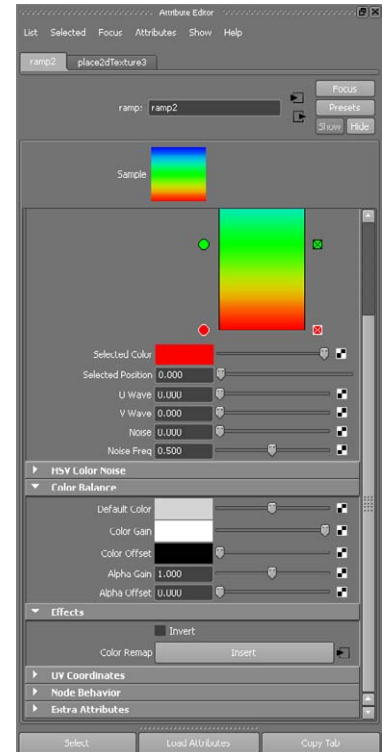 Attribute Editor
List Selected Focus Attributes Show Help
ramp2 place2dTexture3
Focus
ramp: ramp2
Presets
Show Hide
Sample
Selected Color
Selected Position 0.000
U Wave 0.000
V Wave 0.000
Noise 0.000
Noise Freq 0.500
HSV Color Noise
Color Balance
Default Color
Color Gain
Color Offset
Alpha Gain 1.000
Alpha Offset 0.000
Effects
Invert
Color Remap Insert
UV Coordinates
Node Behavior
Extra Attributes
Select Load Attributes Copy Tab